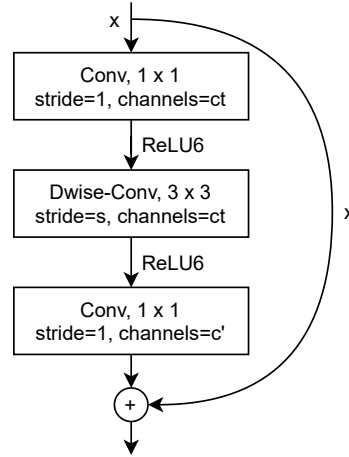 x
Conv, 1 x 1
stride=1, channels=ct
ReLU6
Dwise-Conv, 3 x 3
stride=s, channels=ct
x
ReLU6
Conv, 1 x 1
stride=1, channels=c'
+